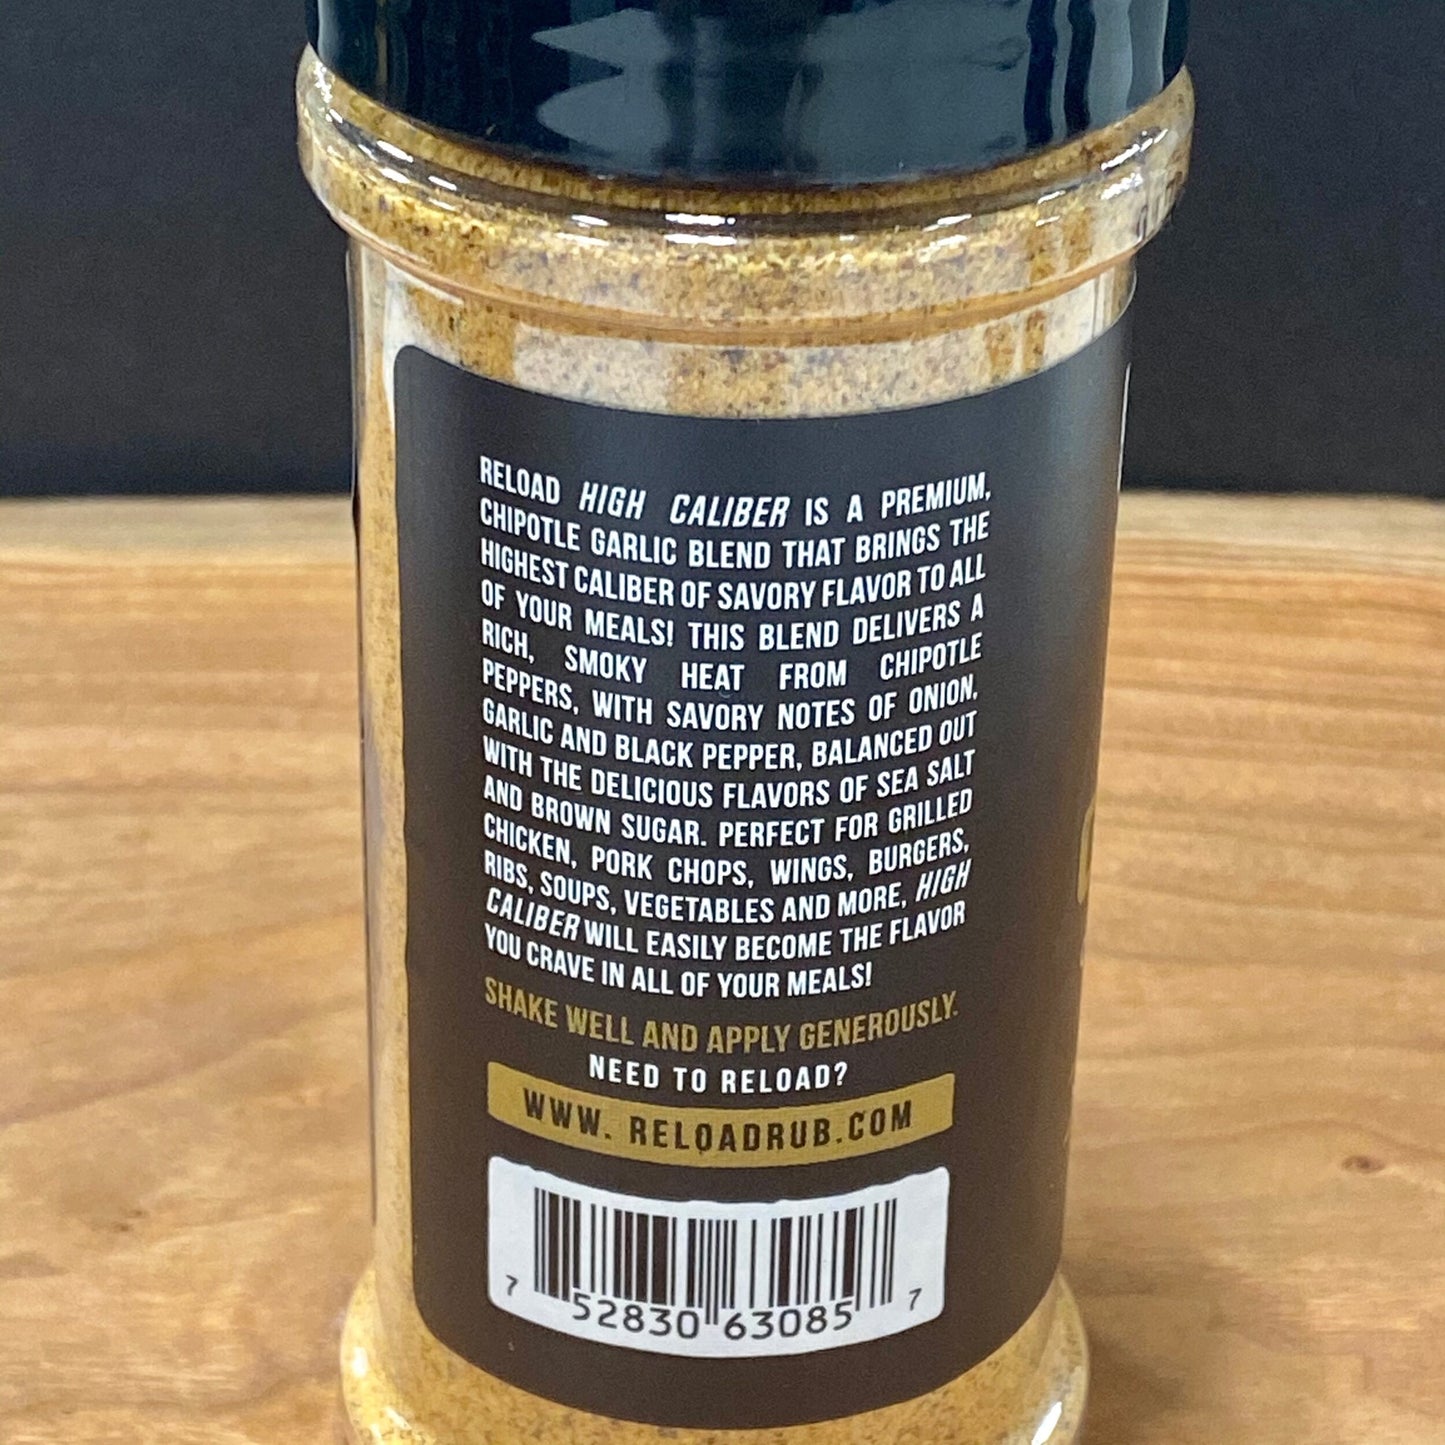 RELOAD HIGH CALIBER IS A PREMIUM,
CHIPOTLE GARLIC BLEND THAT BRINGS THE
HIGHEST CALIBER OF SAVORY FLAVOR TO ALL
OF YOUR MEALS! THIS BLEND DELIVERS A
RICH, SMOKY HEAT FROM CHIPOTLE
PEPPERS, WITH SAVORY NOTES OF ONION,
GARLIC AND BLACK PEPPER, BALANCED OUT
WITH THE DELICIOUS FLAVORS OF SEA SALT
AND BROWN SUGAR. PERFECT FOR GRILLED
CHICKEN, PORK CHOPS, WINGS, BURGERS,
RIBS, SOUPS, VEGETABLES AND MORE, HIGH
CALIBER WILL EASILY BECOME THE FLAVOR
YOU CRAVE IN ALL OF YOUR MEALS!
SHAKE WELL AND APPLY GENEROUSLY.
NEED TO RELOAD?
WWW. RELOADRUB.COM
7 52830 63085 7